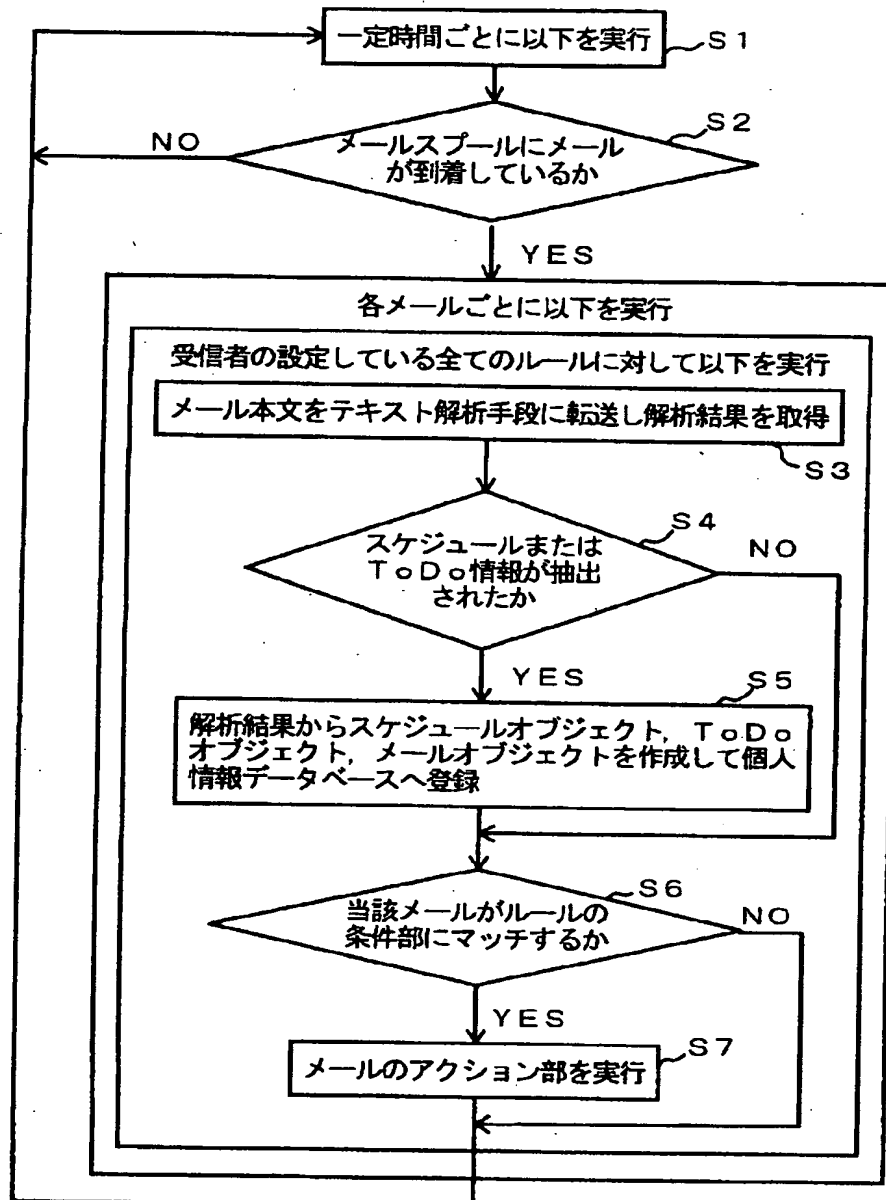 一定時間ごとに以下を実行
S1
メールスプールにメール
が到着しているか
S2
NO
YES
各メールごとに以下を実行
受信者の設定している全てのルールに対して以下を実行
メール本文をテキスト解析手段に転送し解析結果を取得
S3
スケジュールまたは
ToDo情報が抽出
されたか
S4
NO
YES
S5
解析結果からスケジュールオブジェクト,ToDo
オブジェクト,メールオブジェクトを作成して個人
情報データベースへ登録
S6
当該メールがルールの
条件部にマッチするか
NO
YES
メールのアクション部を実行
S7